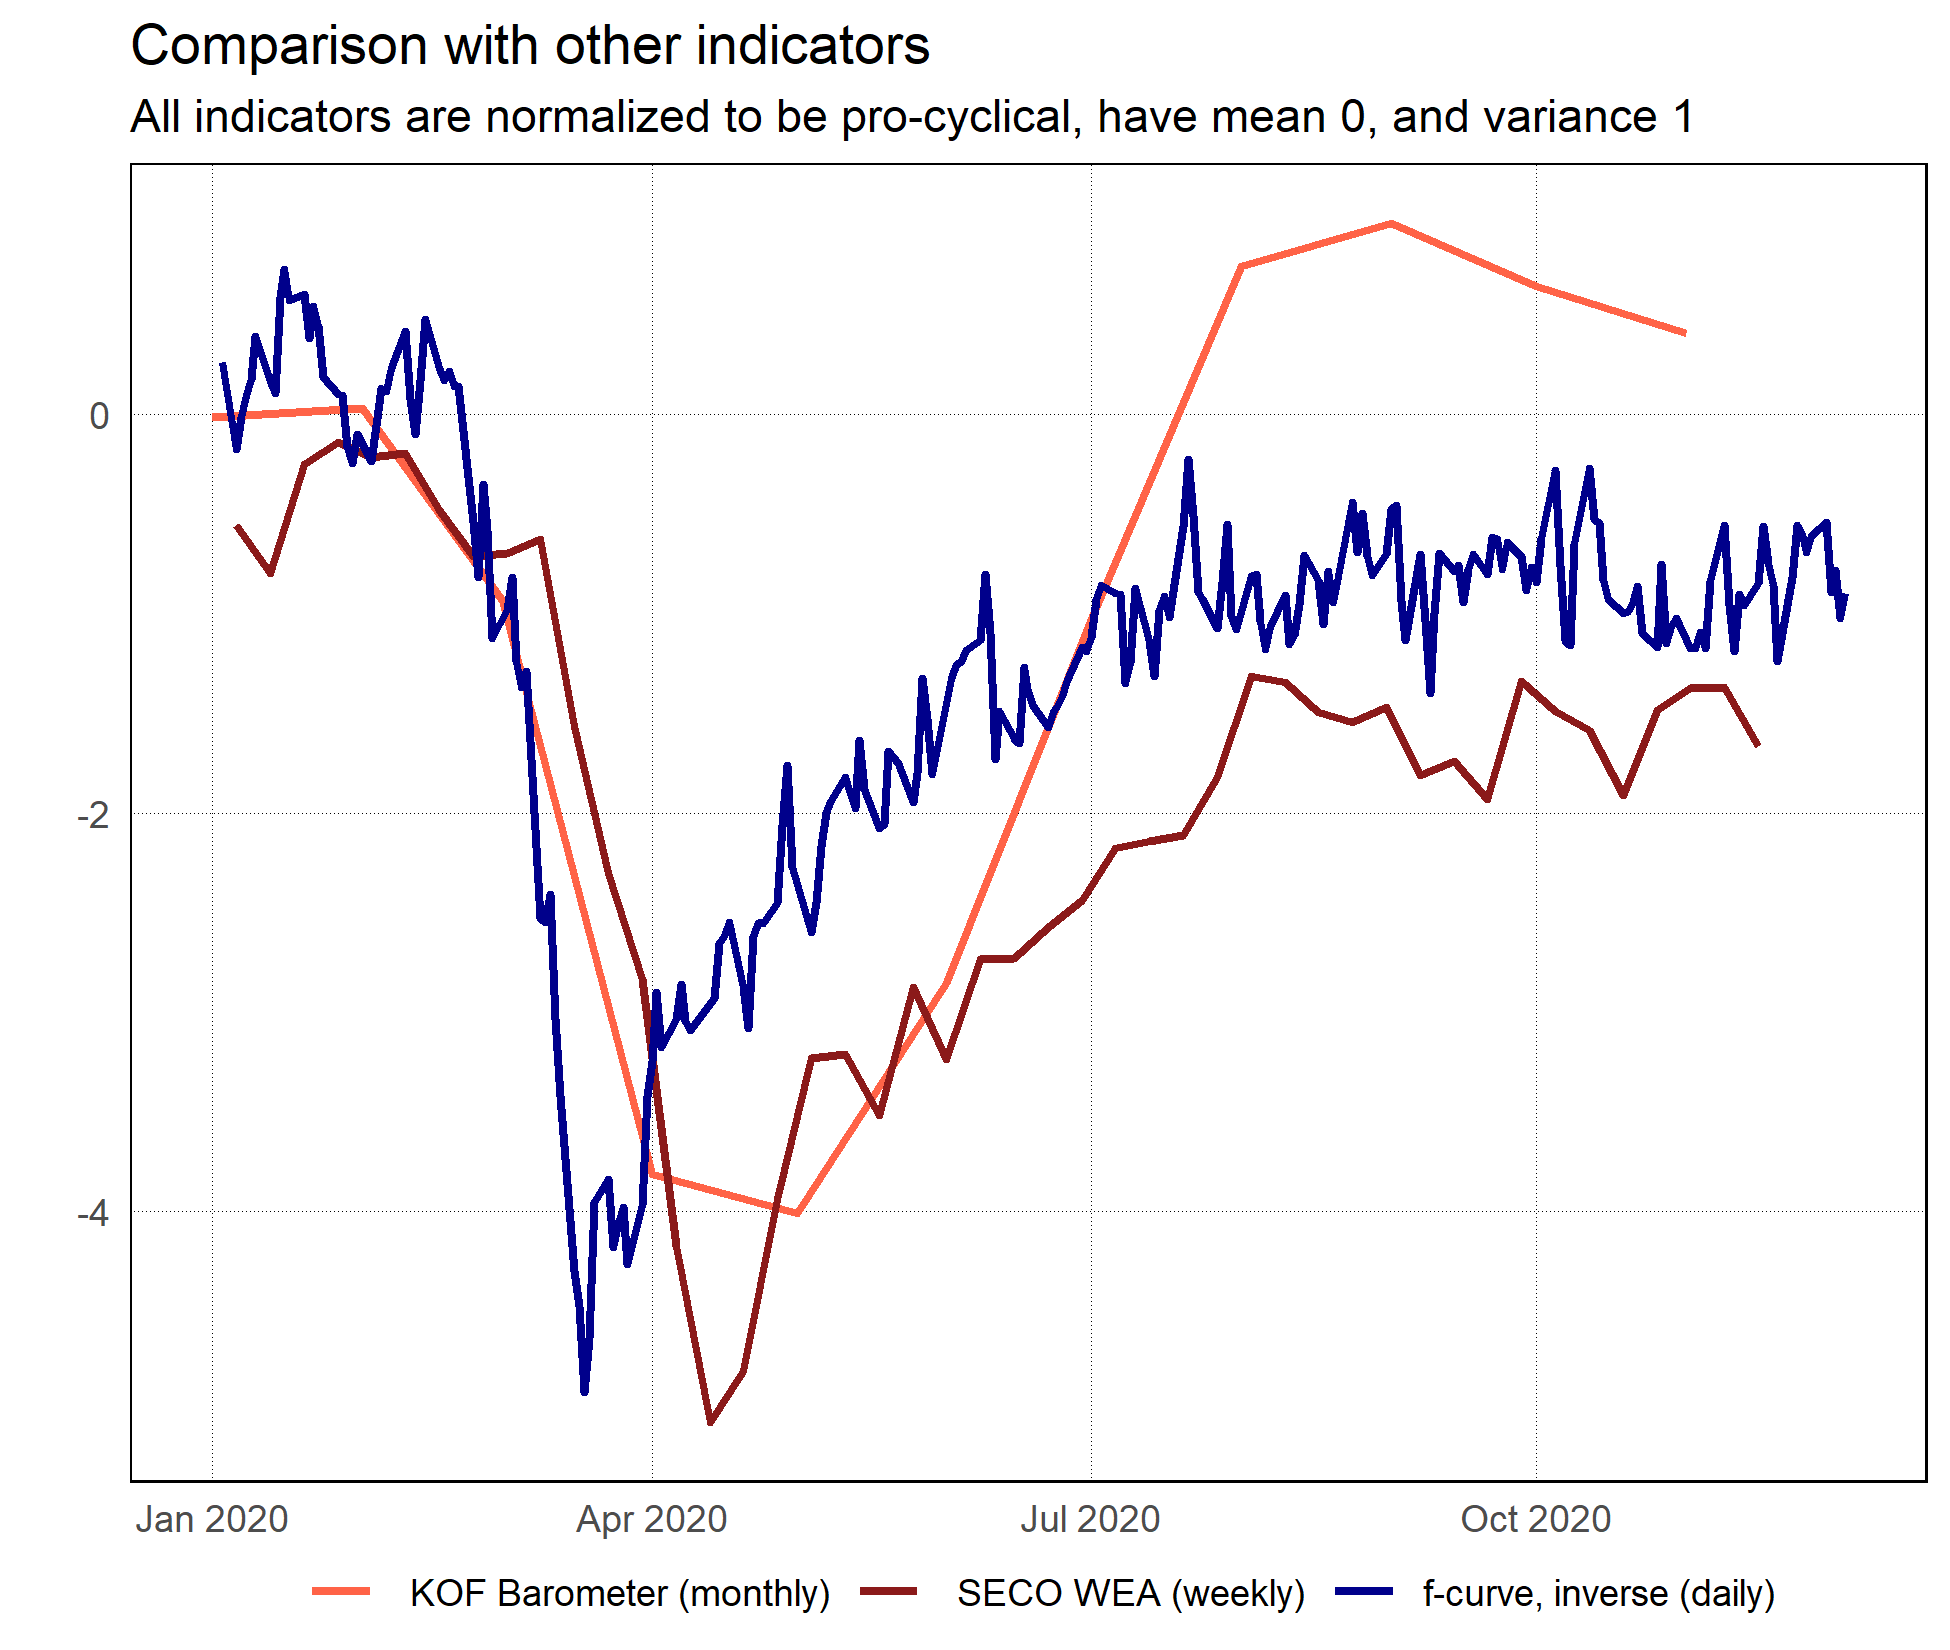 Comparison with other indicators
All indicators are normalized to be pro-cyclical, have mean 0, and variance 1
0
-2
-4
Jan 2020 Apr 2020 Jul 2020 Oct 2020
KOF Barometer (monthly) SECO WEA (weekly) f-curve, inverse (daily)